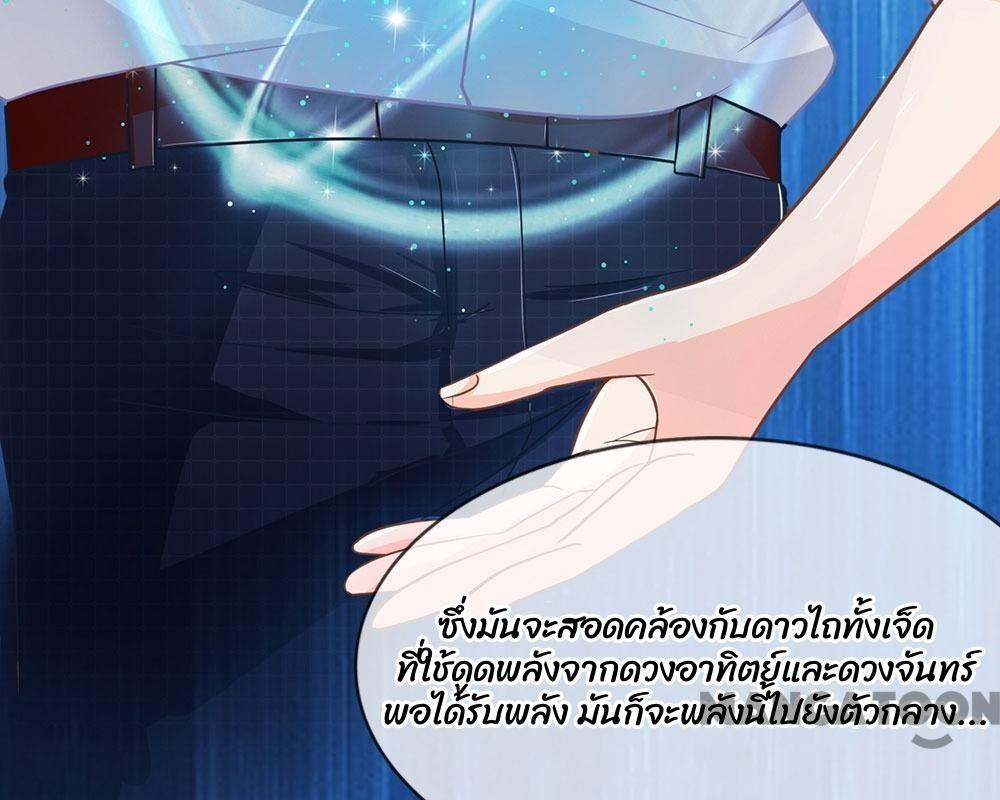 ซึ่งมันจะสอดคล้องกับดาวไถทั้งเจ็ด
ที่ใช้ดูดพลังจากดวงอาทิตย์และดวงจันทร์
พอได้รับพลัง มันก็จะพลังนี้ไปยังตัวกลาง...
MANGATOON